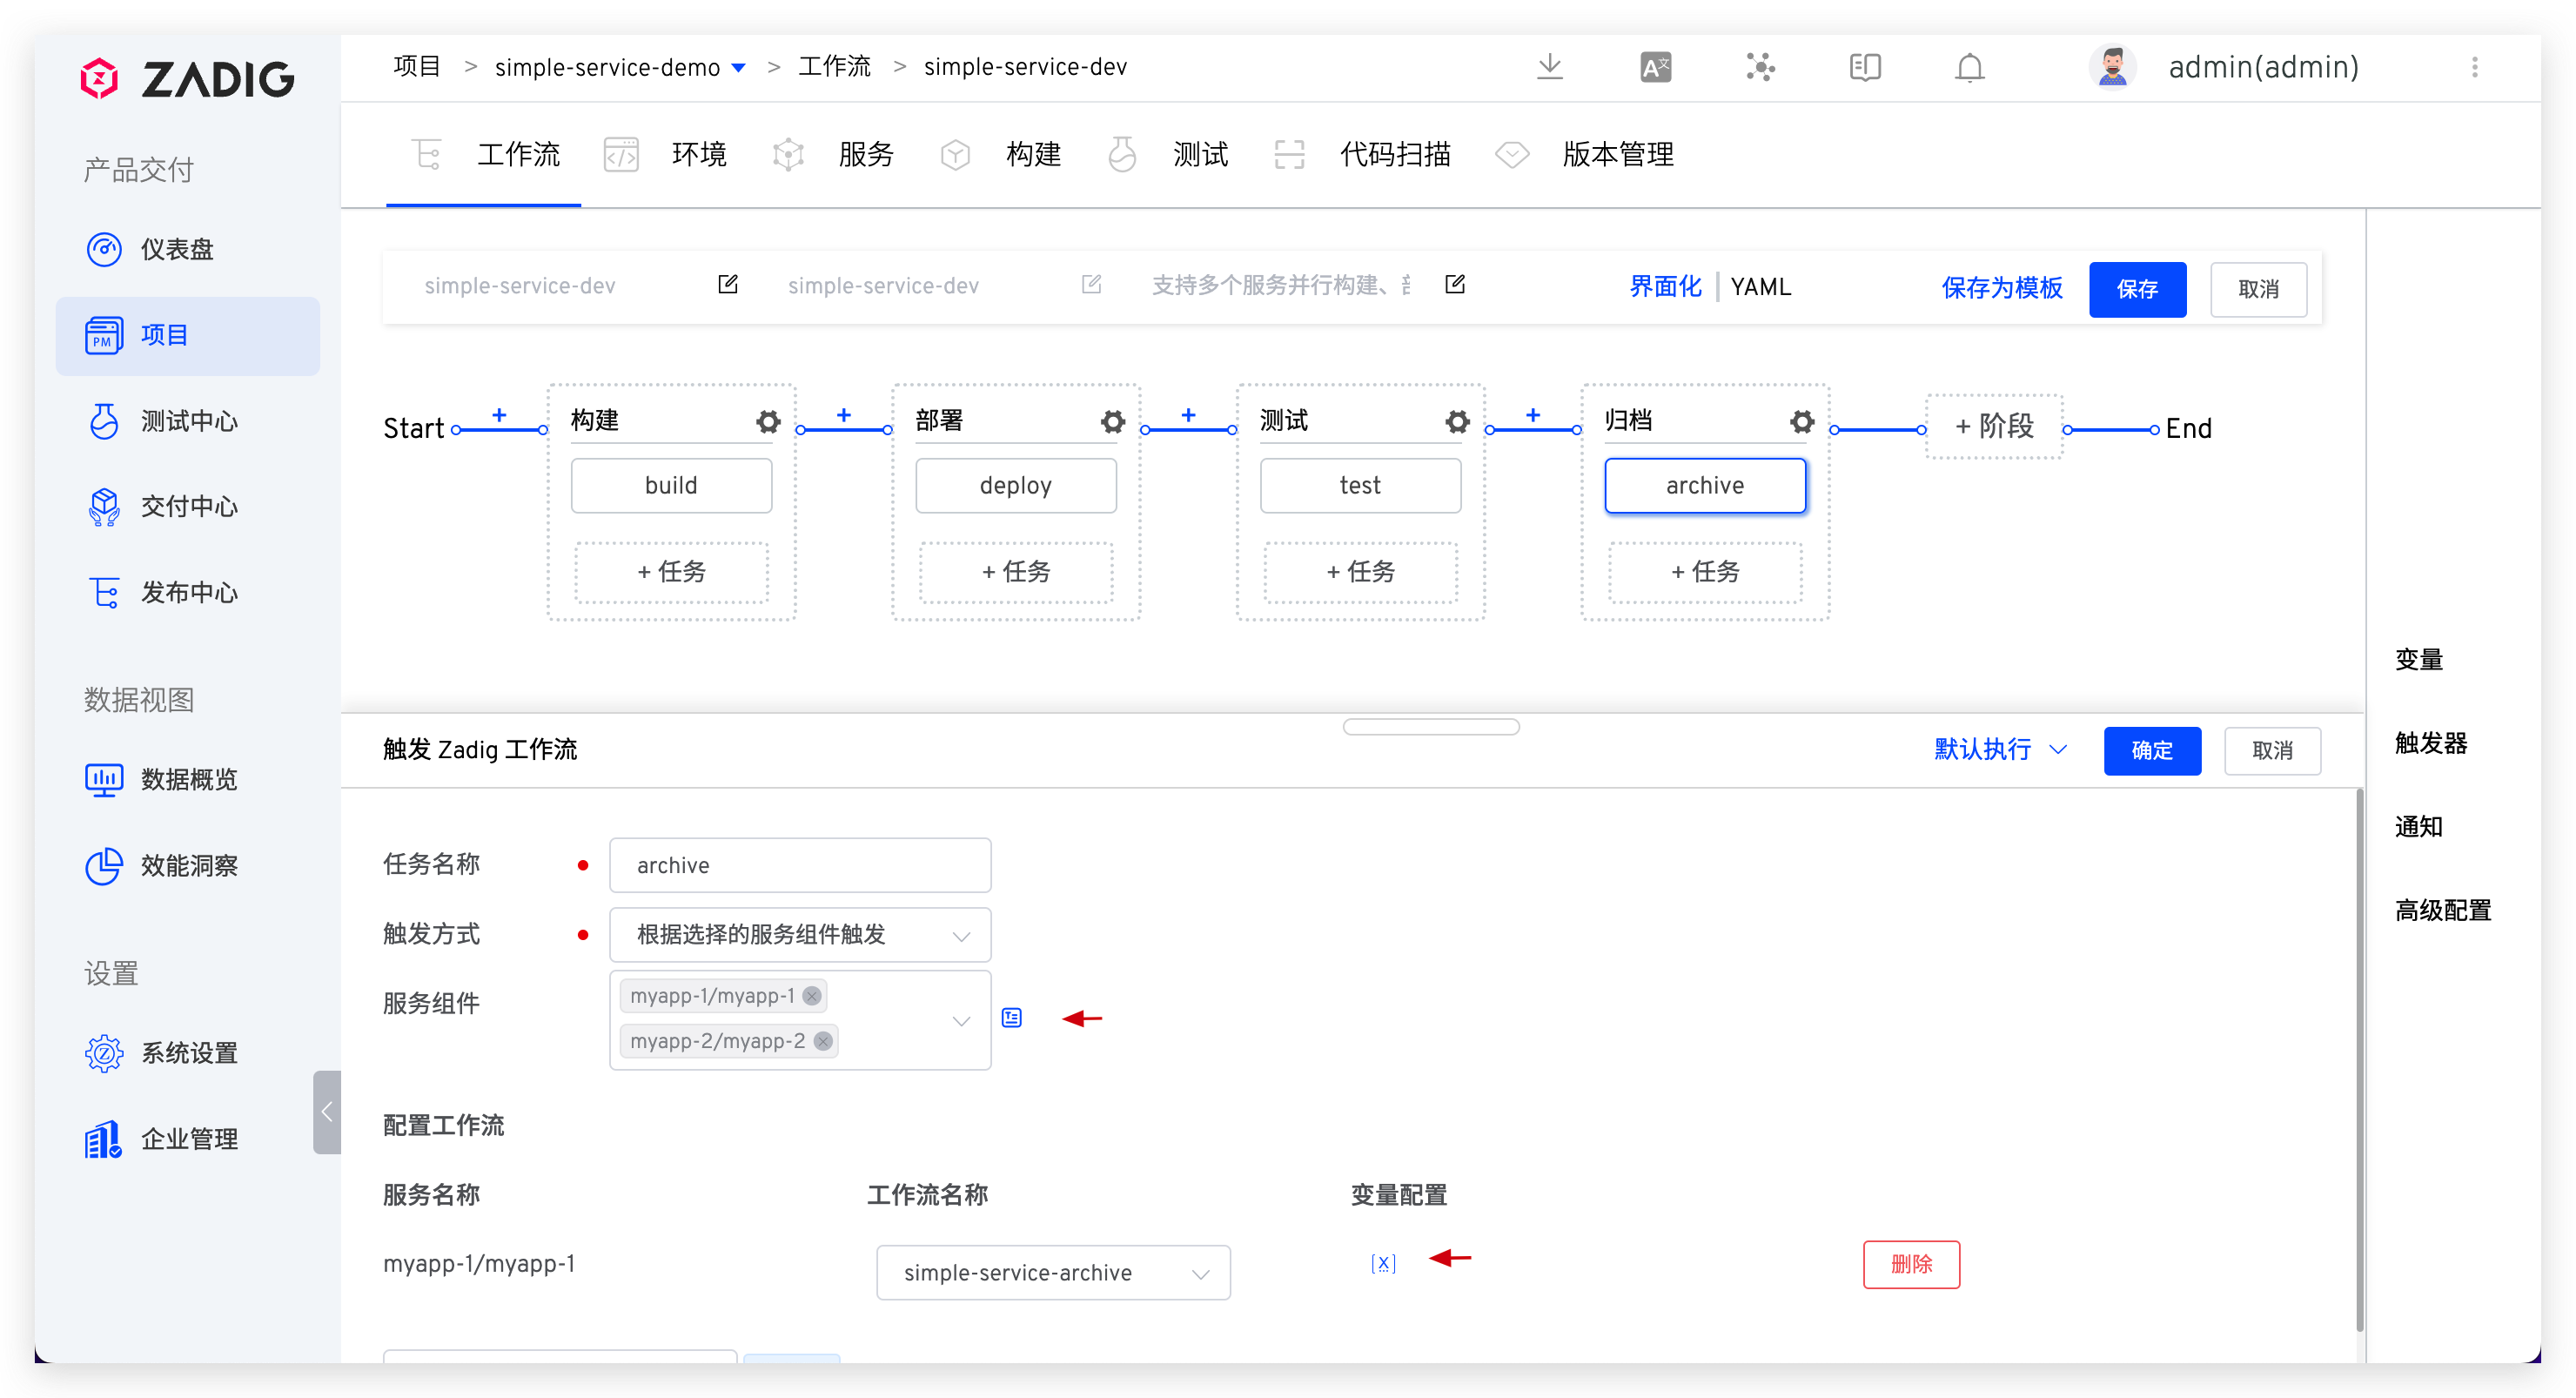 ZADIG
项目 > simple-service-demo > 工作流 > simple-service-dev
admin(admin)
产品交付
仪表盘
PM 项目
测试中心
交付中心
发布中心
数据视图
数据概览
效能洞察
设置
系统设置
企业管理
工作流 环境 服务 构建 测试 代码扫描 版本管理
simple-service-dev simple-service-dev 支持多个服务并行构建、 界面化 | YAML 保存为模板 保存 取消
Start + 构建 + 部署 + 测试 + 归档 + 阶段 End
build deploy test archive
+ 任务 + 任务 + 任务 + 任务
变量
触发器
通知
高级配置
触发 Zadig 工作流 默认执行 确定 取消
任务名称 archive
触发方式 根据选择的服务组件触发
服务组件 myapp-1/myapp-1
myapp-2/myapp-2
配置工作流
服务名称 工作流名称 变量配置
myapp-1/myapp-1 simple-service-archive [x] 删除